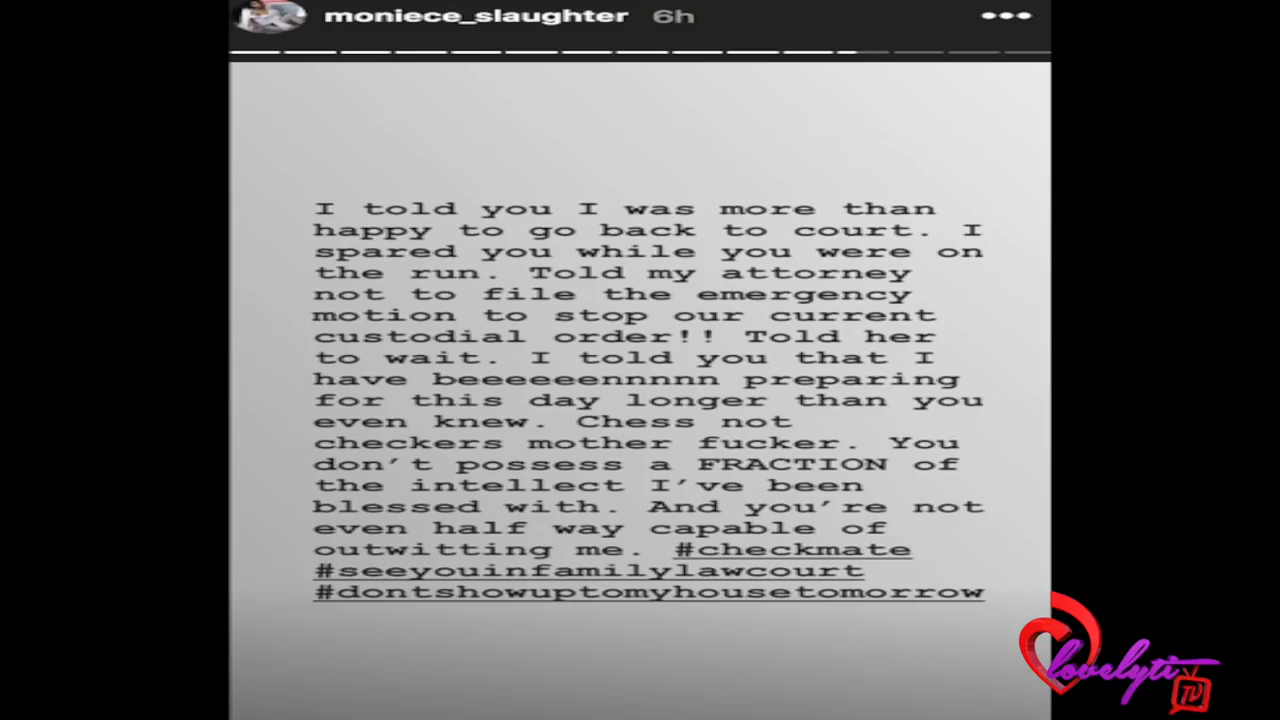 moniece_slaughter 6h
I told you I was more than
happy to go back to court. I
spared you while you were on
the run. Told my attorney
not to file the emergency
motion to stop our current
custodial order!! Told her
to wait. I told you that I
have beeeeeennnnn preparing
for this day longer than you
even knew. Chess not
checkers mother fucker. You
don't possess a FRACTION of
the intellect I've been
blessed with. And you're not
even half way capable of
outwitting me. #checkmate
#seeyouinfamilylawcourt
#dontshowuptomyhousetomorrow
lovelyti
TV